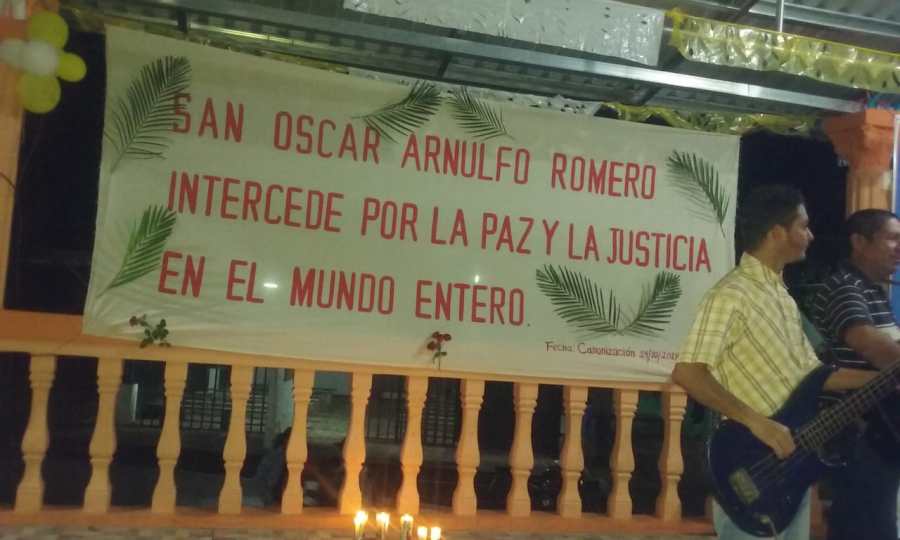 SAN OSCAR ARNULFO ROMERO
INTERCEDE POR LA PAZ Y LA JUSTICIA
EN EL MUNDO ENTERO.
Fecha: Canonización